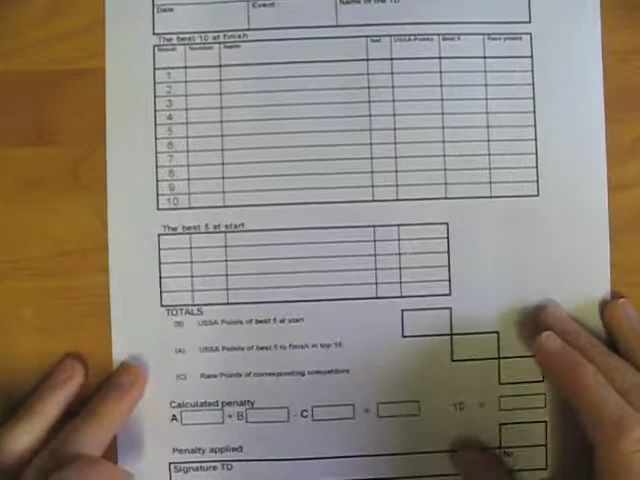 Date Event Name of the TD
The best 10 at finish
Result Number Name Nat USSA-Points Best 5 Race points
1.
2.
3
4
5
6
7
8
9
10
The best 5 at start
TOTALS
(B) USSA Points of best 5 at start
(A) USSA Points of best 5 to finish in top 10
(C) Race Points of corresponding competitors
Calculated penalty
A + B - C = 10 =
Penalty applied
Signature TD Nr.